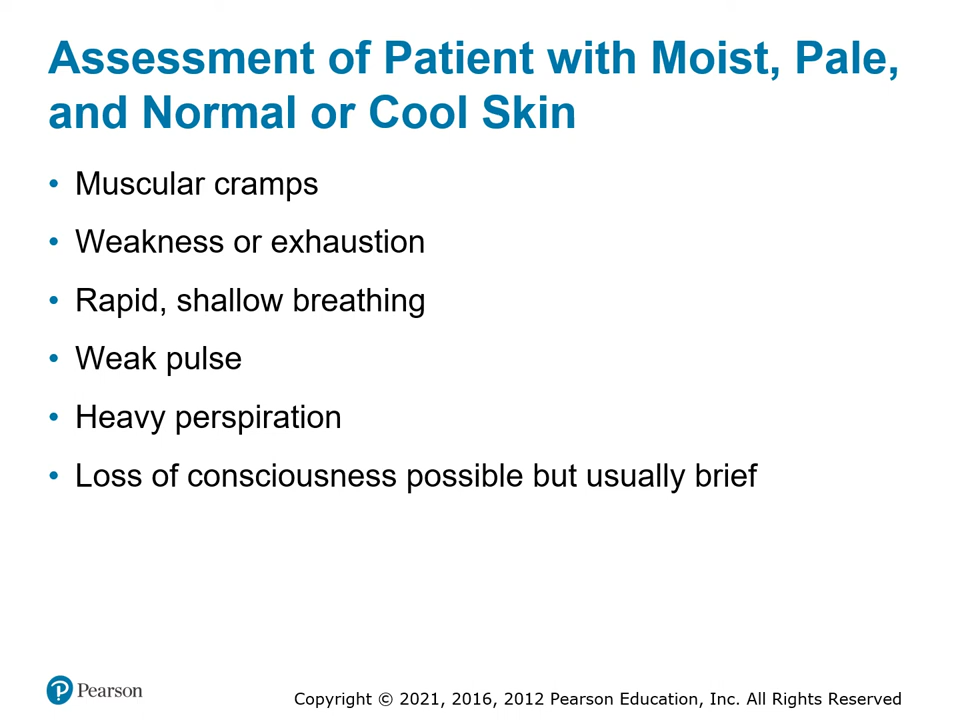 Assessment of Patient with Moist, Pale,
and Normal or Cool Skin
• Muscular cramps
• Weakness or exhaustion
• Rapid, shallow breathing
• Weak pulse
• Heavy perspiration
• Loss of consciousness possible but usually brief
Pearson
Copyright © 2021, 2016, 2012 Pearson Education, Inc. All Rights Reserved